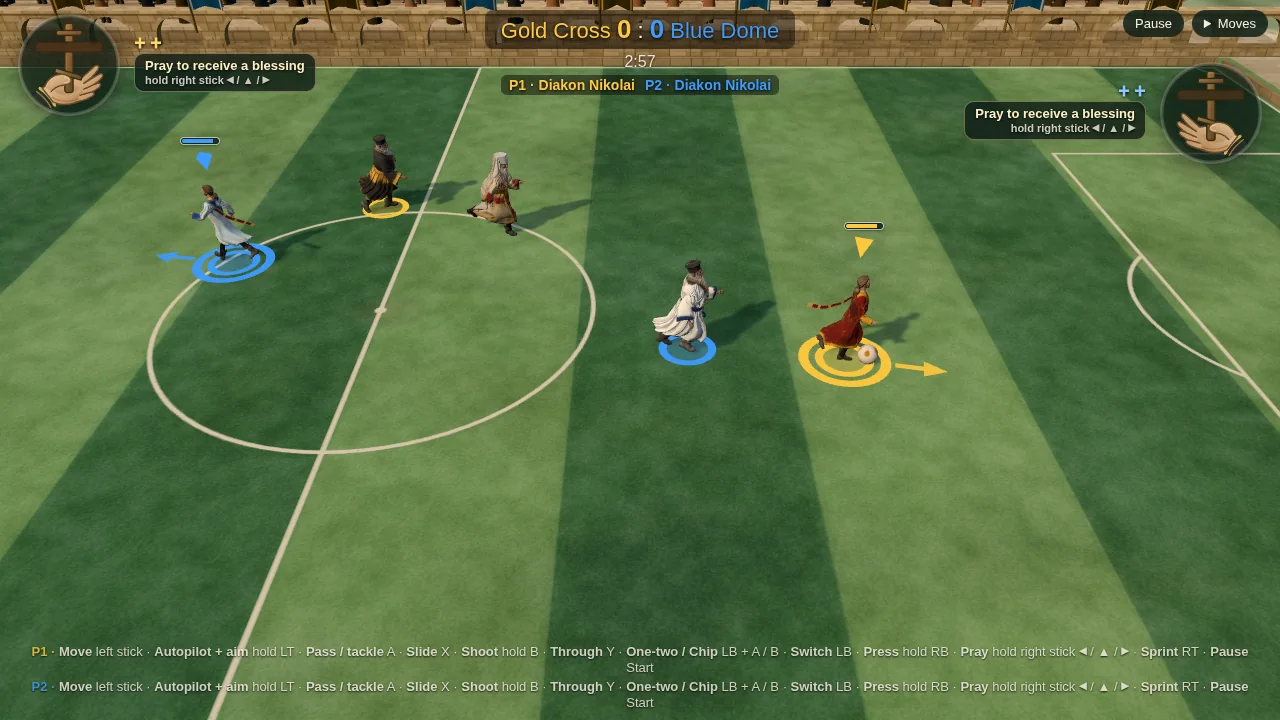 Gold Cross 0 : 0 Blue Dome
2:57
P1 · Diakon Nikolai P2 · Diakon Nikolai
Pause
▶ Moves
++
Pray to receive a blessing
hold right stick ◀ / ▲ / ▶
++
Pray to receive a blessing
hold right stick ◀ / ▲ / ▶
P1 · Move left stick · Autopilot + aim hold LT · Pass / tackle A · Slide X · Shoot hold B · Through Y · One-two / Chip LB + A / B · Switch LB · Press hold RB · Pray hold right stick ◀ / ▲ / ▶ · Sprint RT · Pause
Start
P2 · Move left stick · Autopilot + aim hold LT · Pass / tackle A · Slide X · Shoot hold B · Through Y · One-two / Chip LB + A / B · Switch LB · Press hold RB · Pray hold right stick ◀ / ▲ / ▶ · Sprint RT · Pause
Start